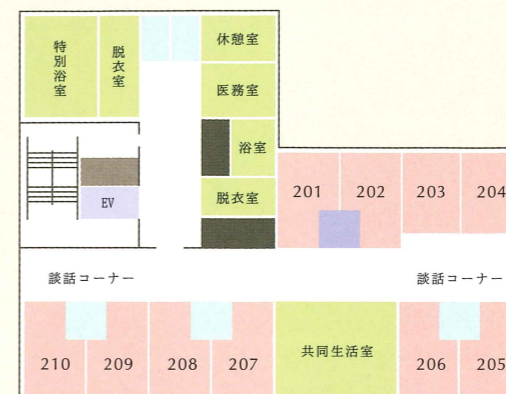 特別浴室
脱衣室
休憩室
医務室
浴室
脱衣室
EV
201
202
203
204
談話コーナー
談話コーナー
210
209
208
207
共同生活室
206
205